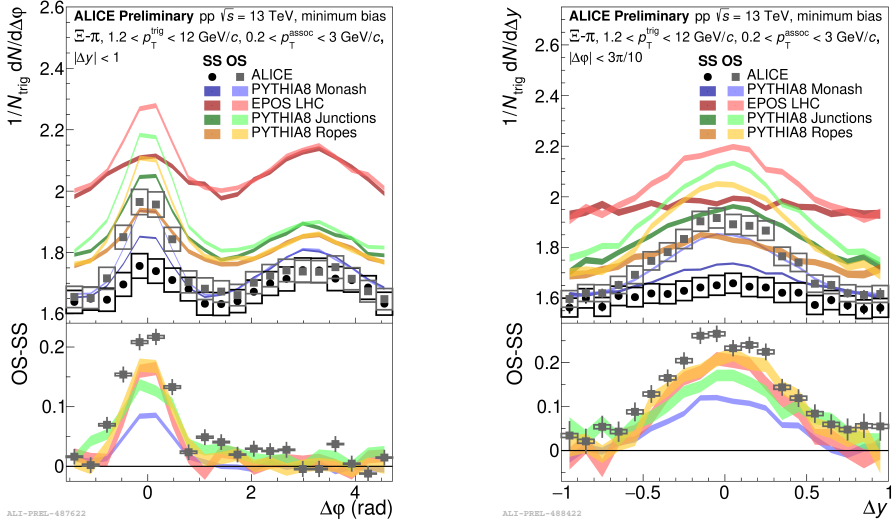 ALICE Preliminary pp √s = 13 TeV, minimum bias
Ξ-π, 1.2 < p_T^trig < 12 GeV/c, 0.2 < p_T^assoc < 3 GeV/c,
|Δy| < 1
SS OS
ALICE
PYTHIA8 Monash
EPOS LHC
PYTHIA8 Junctions
PYTHIA8 Ropes
1/N_trig dN/dΔφ
2.6
2.4
2.2
2
1.8
1.6
OS-SS
0.2
0.1
0
0 2 4
Δφ (rad)
ALI-PREL-487622
ALICE Preliminary pp √s = 13 TeV, minimum bias
Ξ-π, 1.2 < p_T^trig < 12 GeV/c, 0.2 < p_T^assoc < 3 GeV/c,
|Δφ| < 3π/10
SS OS
ALICE
PYTHIA8 Monash
EPOS LHC
PYTHIA8 Junctions
PYTHIA8 Ropes
1/N_trig dN/dΔy
2.6
2.4
2.2
2
1.8
1.6
OS-SS
0.2
0.1
0
-1 -0.5 0 0.5 1
Δy
ALI-PREL-488422